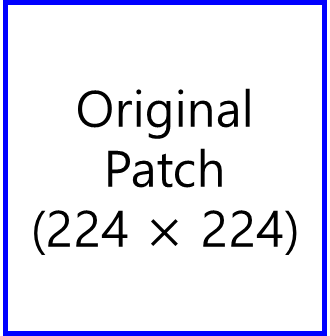 Original
Patch
(224 × 224)